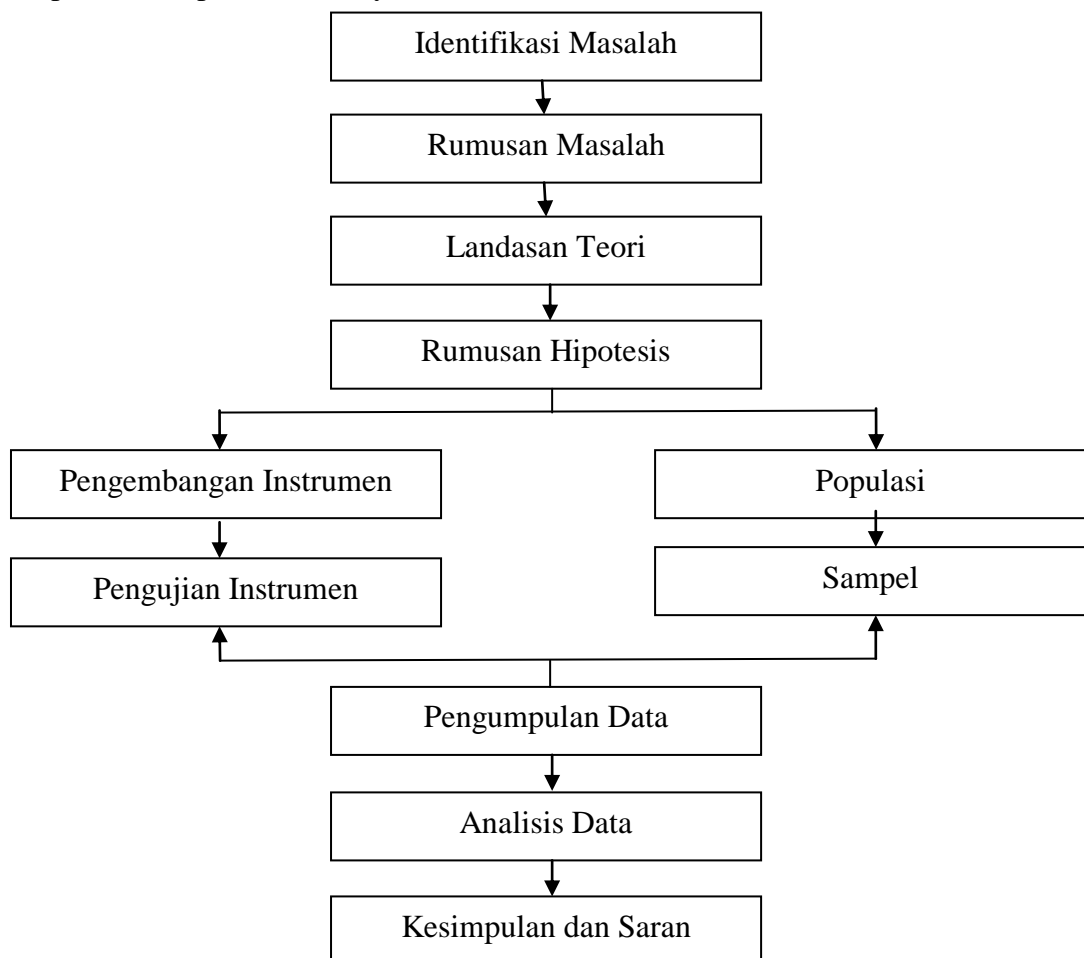 Identifikasi Masalah
Rumusan Masalah
Landasan Teori
Rumusan Hipotesis
Pengembangan Instrumen
Populasi
Pengujian Instrumen
Sampel
Pengumpulan Data
Analisis Data
Kesimpulan dan Saran